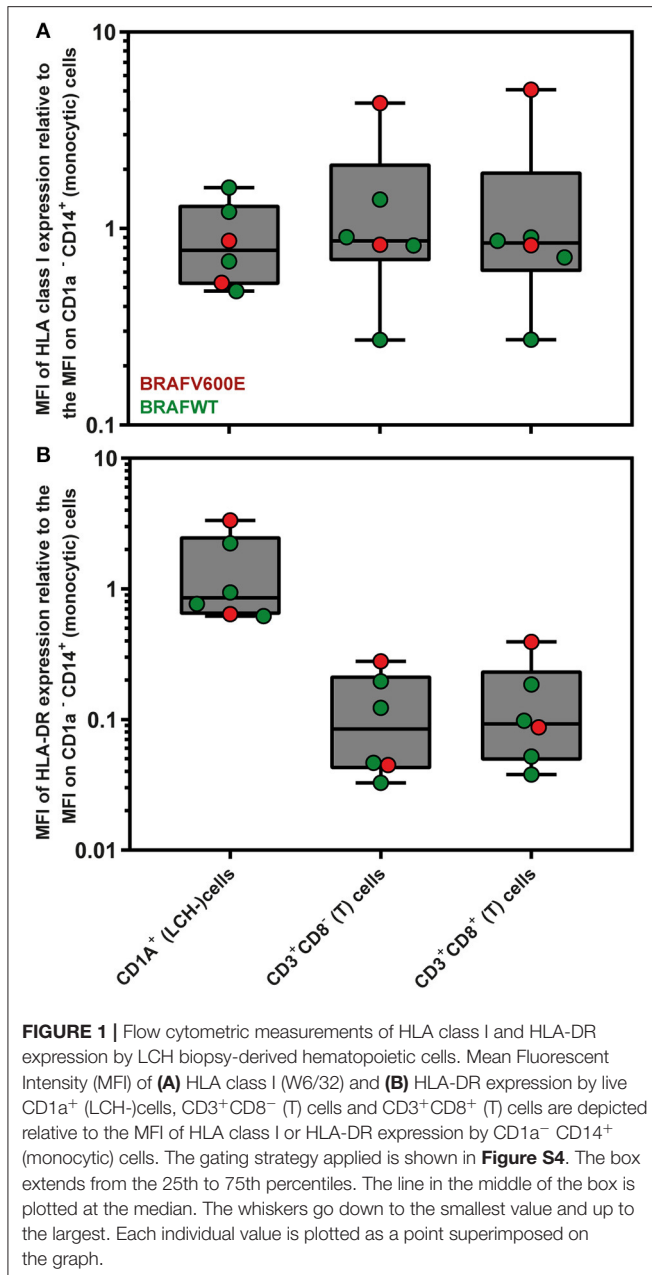 A
MFI of HLA class I expression relative to
the MFI on CD1a⁻ CD14⁺ (monocytic) cells
10
1
0.1
BRAFV600E
BRAFWT
B
MFI of HLA-DR expression relative to the
MFI on CD1a⁻ CD14⁺ (monocytic) cells
10
1
0.1
0.01
CD1A⁺ (LCH-)cells
CD3⁺CD8⁻ (T) cells
CD3⁺CD8⁺ (T) cells
FIGURE 1 | Flow cytometric measurements of HLA class I and HLA-DR
expression by LCH biopsy-derived hematopoietic cells. Mean Fluorescent
Intensity (MFI) of (A) HLA class I (W6/32) and (B) HLA-DR expression by live
CD1a⁺ (LCH-)cells, CD3⁺CD8⁻ (T) cells and CD3⁺CD8⁺ (T) cells are depicted
relative to the MFI of HLA class I or HLA-DR expression by CD1a⁻ CD14⁺
(monocytic) cells. The gating strategy applied is shown in Figure S4. The box
extends from the 25th to 75th percentiles. The line in the middle of the box is
plotted at the median. The whiskers go down to the smallest value and up to
the largest. Each individual value is plotted as a point superimposed on
the graph.